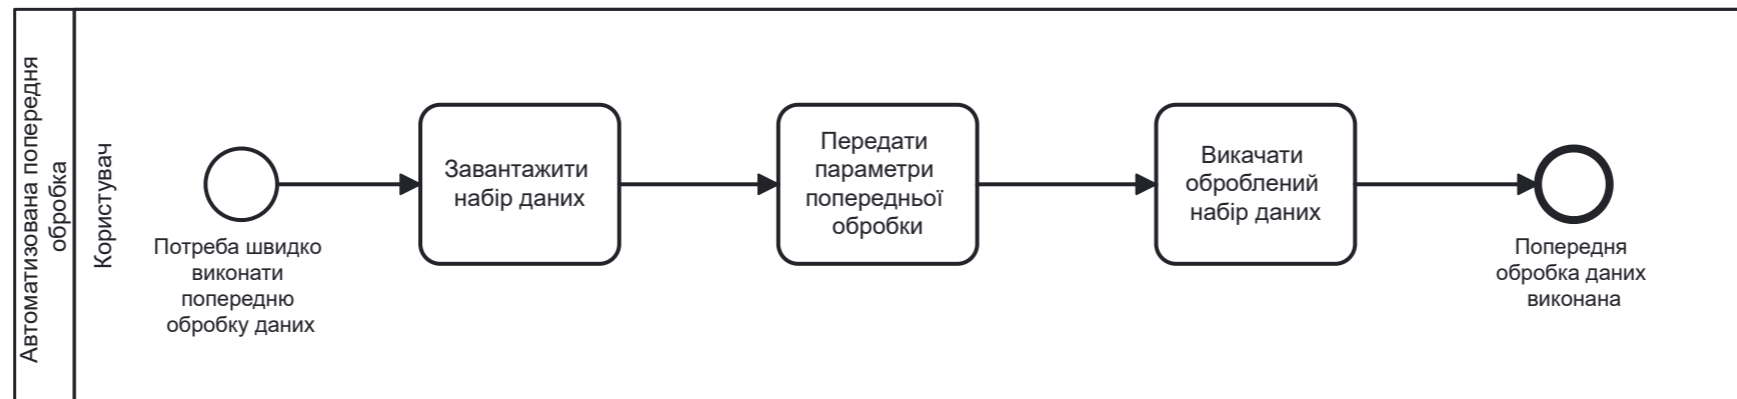 Автоматизована попередня
обробка
Користувач
Потреба швидко
виконати
попередню
обробку даних
Завантажити
набір даних
Передати
параметри
попередньої
обробки
Викачати
оброблений
набір даних
Попередня
обробка даних
виконана